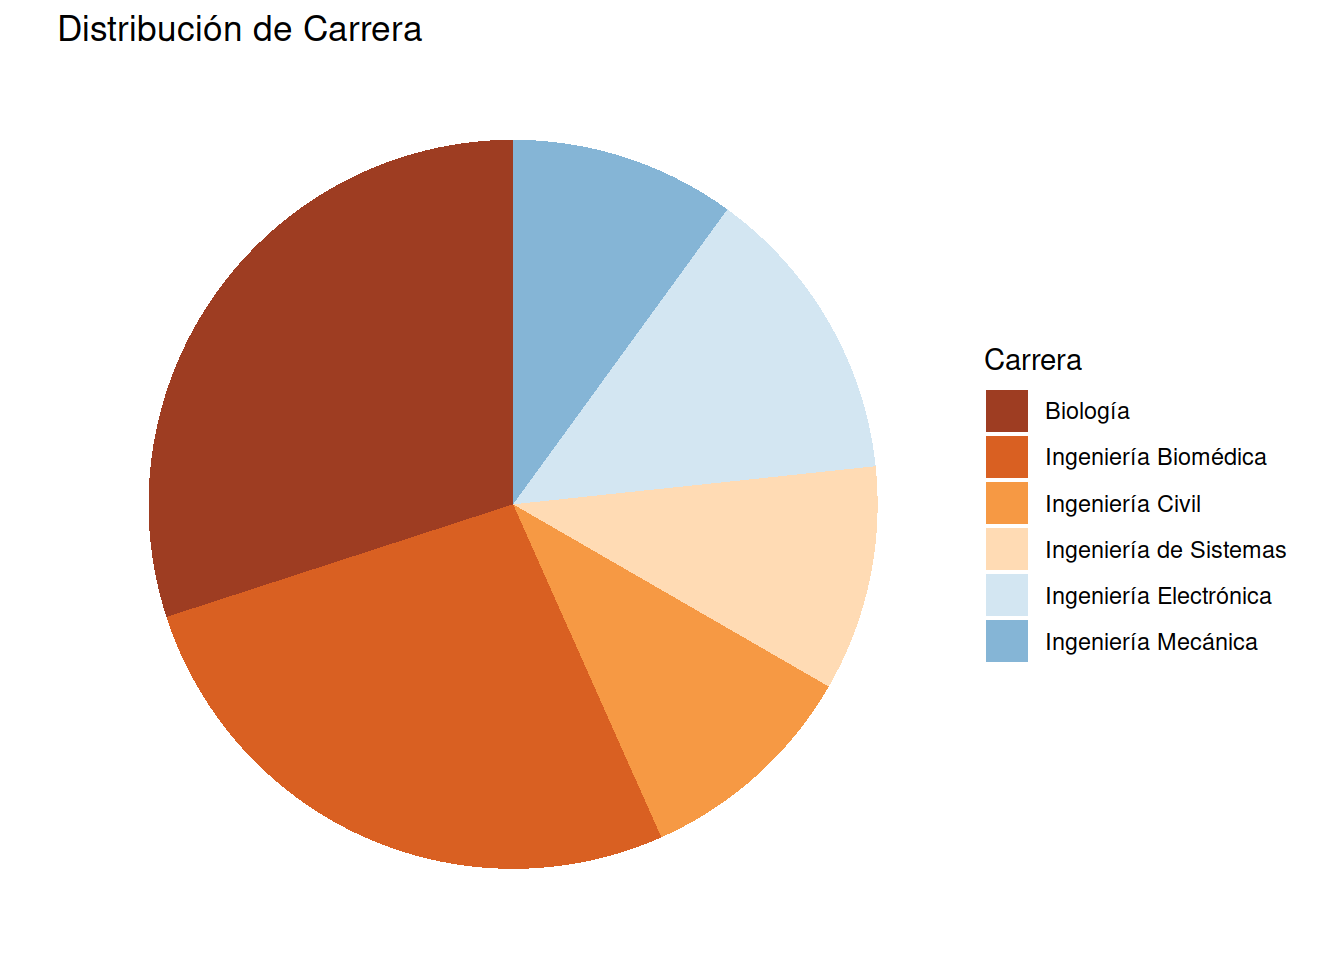 Distribución de Carrera
Carrera
Biología
Ingeniería Biomédica
Ingeniería Civil
Ingeniería de Sistemas
Ingeniería Electrónica
Ingeniería Mecánica